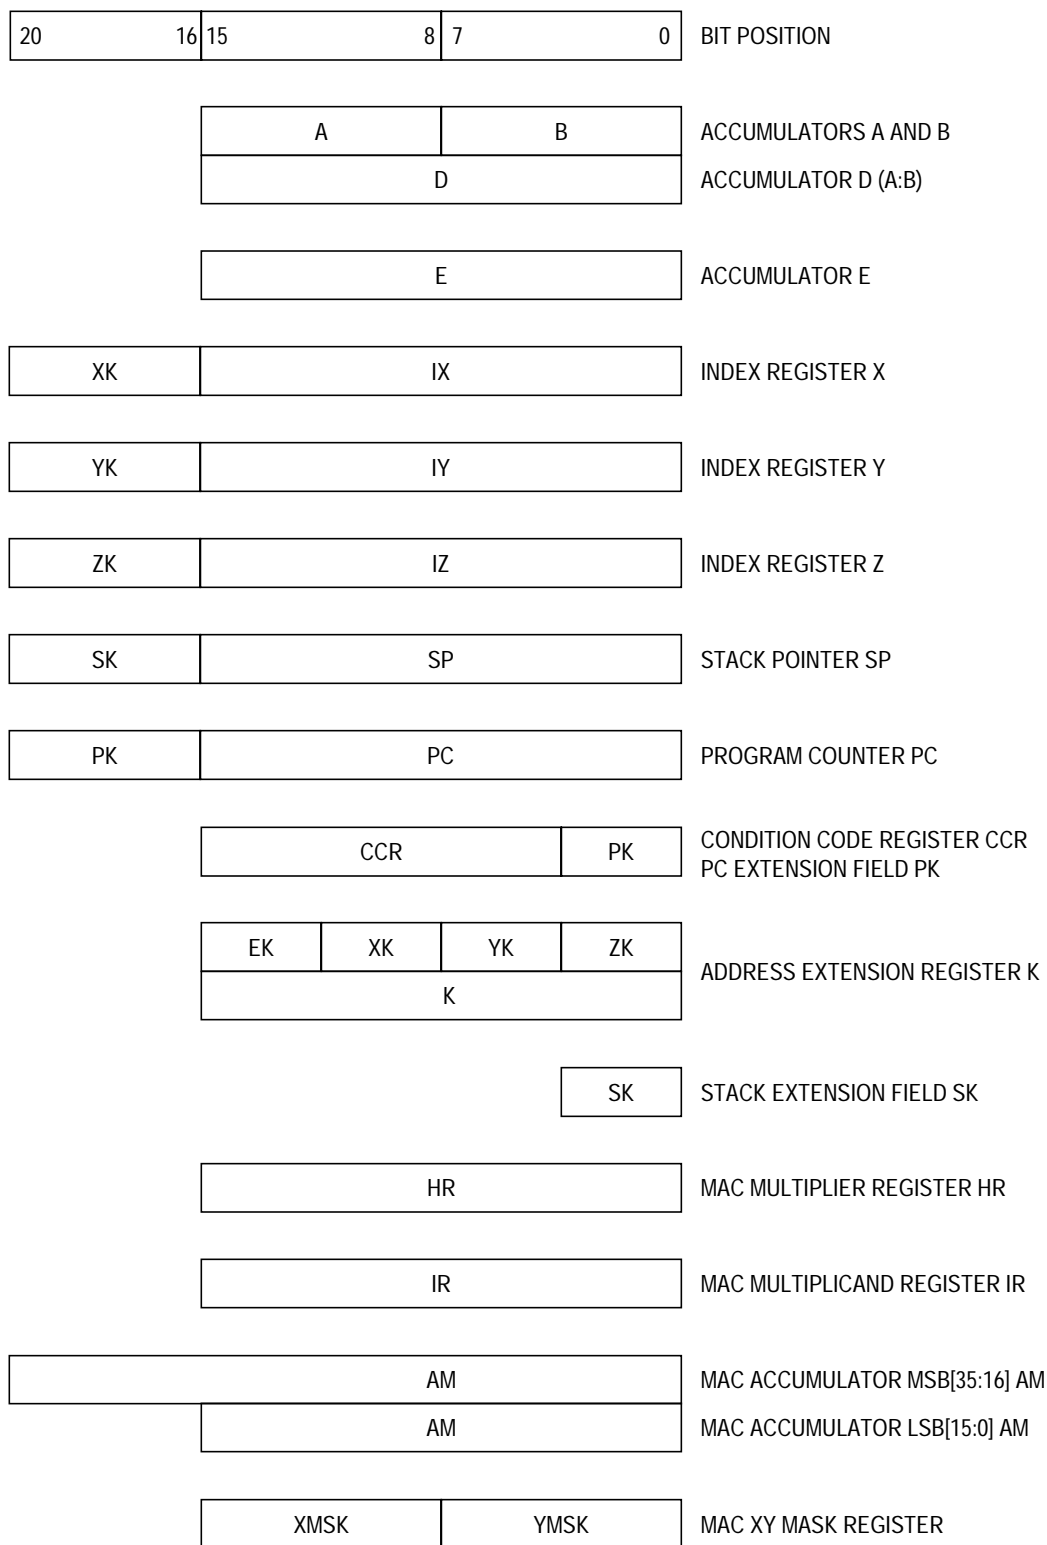 20 16 15 8 7 0 BIT POSITION
A B ACCUMULATORS A AND B
D ACCUMULATOR D (A:B)
E ACCUMULATOR E
XK IX INDEX REGISTER X
YK IY INDEX REGISTER Y
ZK IZ INDEX REGISTER Z
SK SP STACK POINTER SP
PK PC PROGRAM COUNTER PC
CCR PK CONDITION CODE REGISTER CCR
PC EXTENSION FIELD PK
EK XK YK ZK
ADDRESS EXTENSION REGISTER K
K
SK STACK EXTENSION FIELD SK
HR MAC MULTIPLIER REGISTER HR
IR MAC MULTIPLICAND REGISTER IR
AM MAC ACCUMULATOR MSB[35:16] AM
AM MAC ACCUMULATOR LSB[15:0] AM
XMSK YMSK MAC XY MASK REGISTER